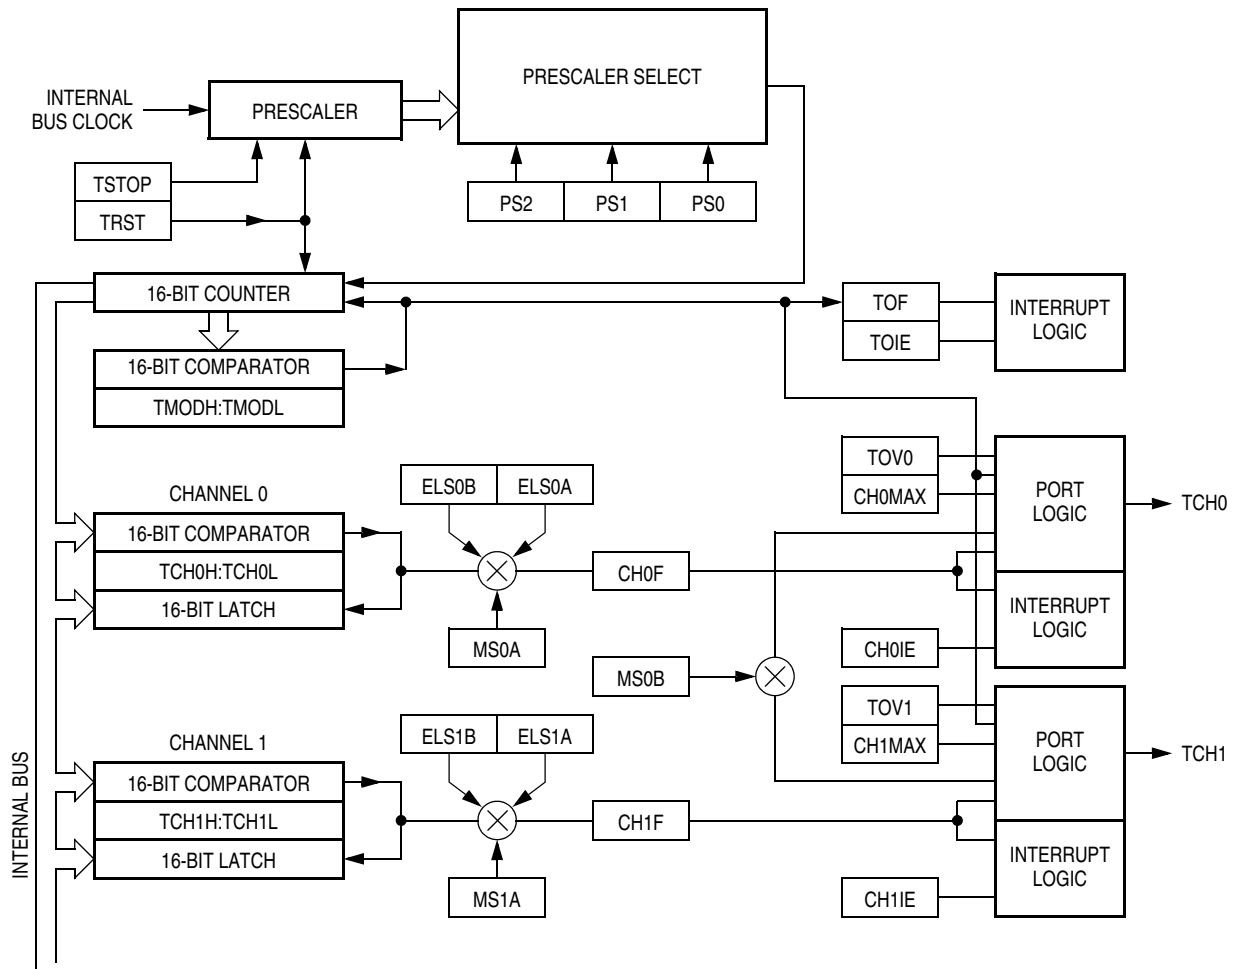 PRESCALER SELECT
INTERNAL
BUS CLOCK
PRESCALER
TSTOP
TRST
PS2
PS1
PS0
16-BIT COUNTER
TOF
TOIE
INTERRUPT
LOGIC
16-BIT COMPARATOR
TMODH:TMODL
CHANNEL 0
ELS0B
ELS0A
TOV0
CH0MAX
PORT
LOGIC
TCH0
16-BIT COMPARATOR
TCH0H:TCH0L
16-BIT LATCH
CH0F
MS0A
INTERRUPT
LOGIC
CH0IE
MS0B
CHANNEL 1
ELS1B
ELS1A
TOV1
CH1MAX
PORT
LOGIC
TCH1
16-BIT COMPARATOR
TCH1H:TCH1L
16-BIT LATCH
CH1F
MS1A
INTERRUPT
LOGIC
CH1IE
INTERNAL BUS